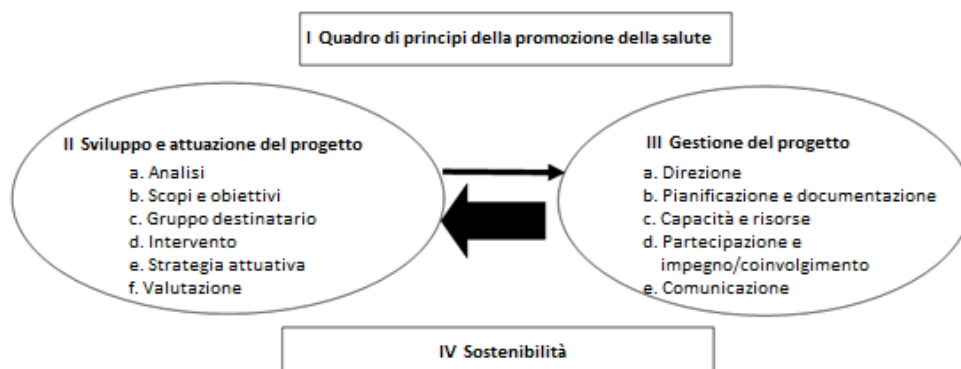 I Quadro di principi della promozione della salute
II Sviluppo e attuazione del progetto
a. Analisi
b. Scopi e obiettivi
c. Gruppo destinatario
d. Intervento
e. Strategia attuativa
f. Valutazione
III Gestione del progetto
a. Direzione
b. Pianificazione e documentazione
c. Capacità e risorse
d. Partecipazione e
impegno/coinvolgimento
e. Comunicazione
IV Sostenibilità